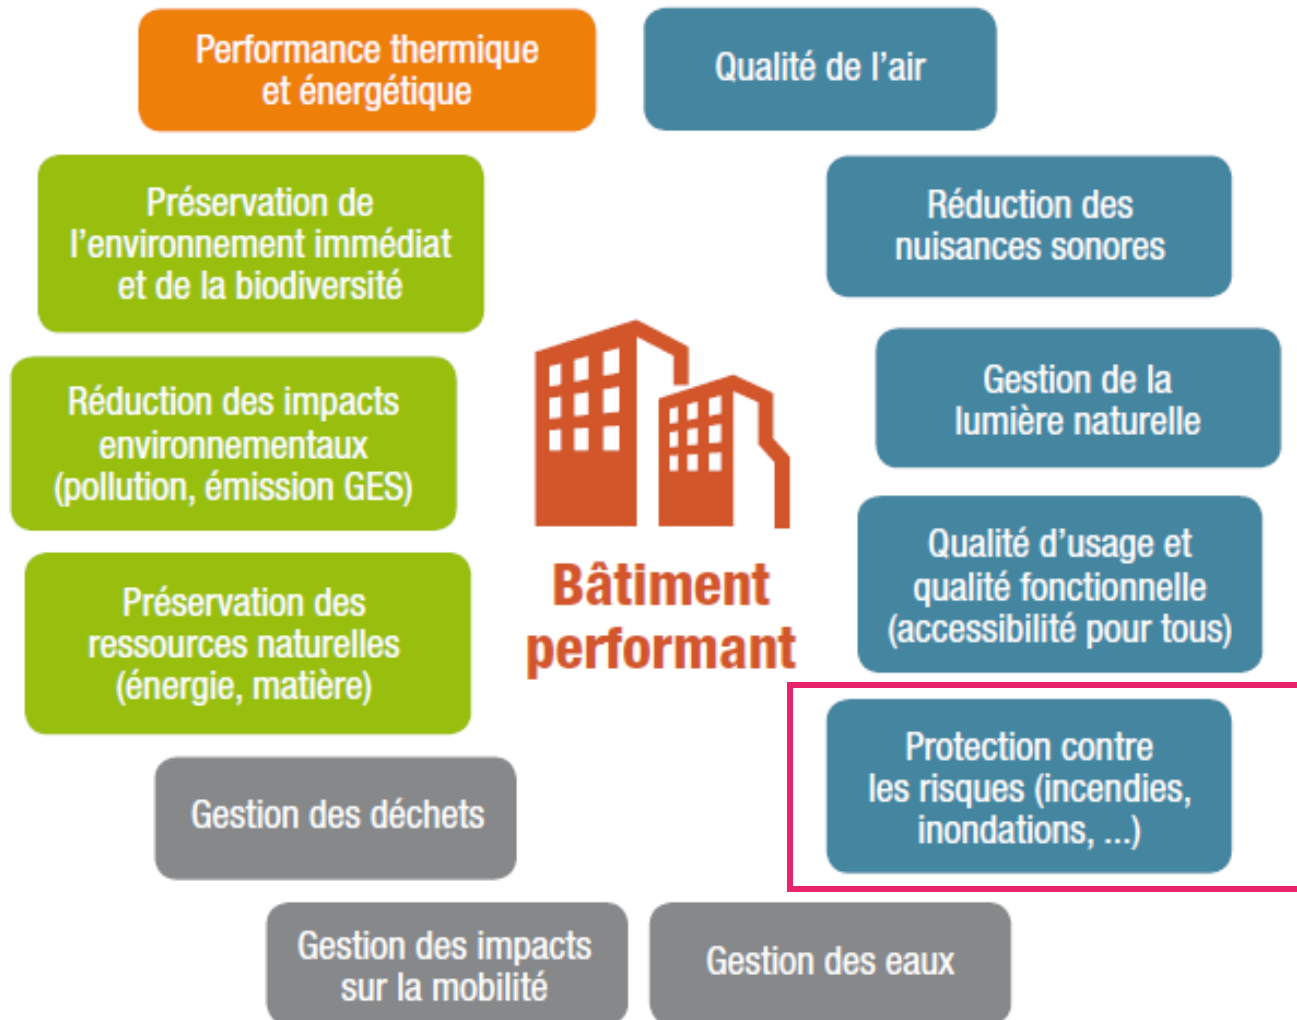 Performance thermique
et énergétique
Qualité de l'air
Préservation de
l'environnement immédiat
et de la biodiversité
Réduction des
nuisances sonores
Réduction des impacts
environnementaux
(pollution, émission GES)
Gestion de la
lumière naturelle
Bâtiment
performant
Qualité d'usage et
qualité fonctionnelle
(accessibilité pour tous)
Préservation des
ressources naturelles
(énergie, matière)
Protection contre
les risques (incendies,
inondations, ...)
Gestion des déchets
Gestion des impacts
sur la mobilité
Gestion des eaux